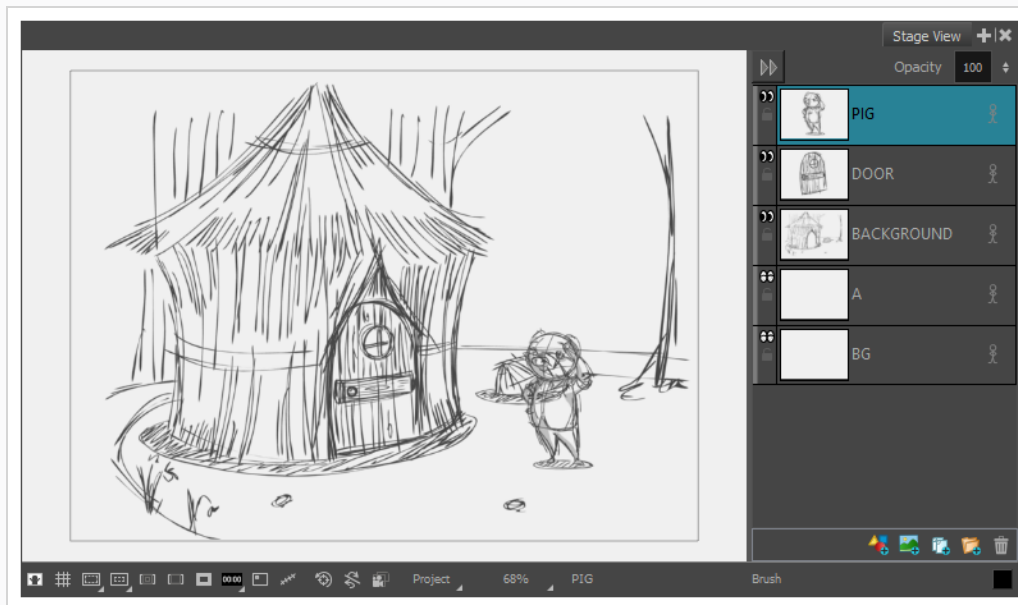 Stage View
Opacity 100
PIG
DOOR
BACKGROUND
A
BG
00:00
Project 68% PIG Brush